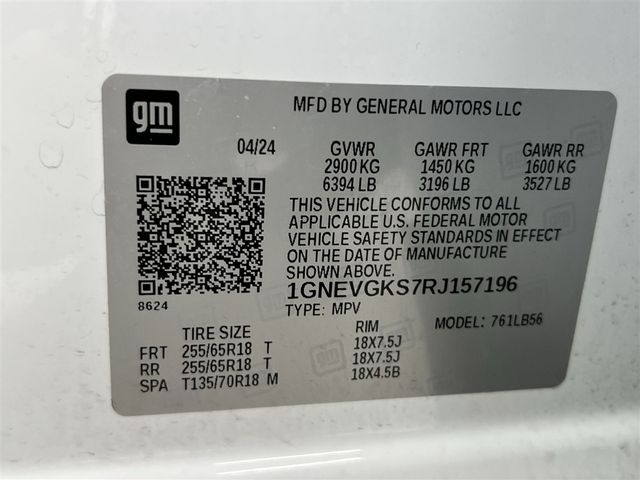 gm
MFD BY GENERAL MOTORS LLC
04/24 GVWR GAWR FRT GAWR RR
2900 KG 1450 KG 1600 KG
6394 LB 3196 LB 3527 LB
THIS VEHICLE CONFORMS TO ALL
APPLICABLE U.S. FEDERAL MOTOR
VEHICLE SAFETY STANDARDS IN EFFECT
ON THE DATE OF MANUFACTURE
SHOWN ABOVE.
8624
1GNEVGKS7RJ157196
TYPE: MPV
MODEL: 761LB56
TIRE SIZE RIM
FRT 255/65R18 T 18X7.5J
RR 255/65R18 T 18X7.5J
SPA T135/70R18 M 18X4.5B